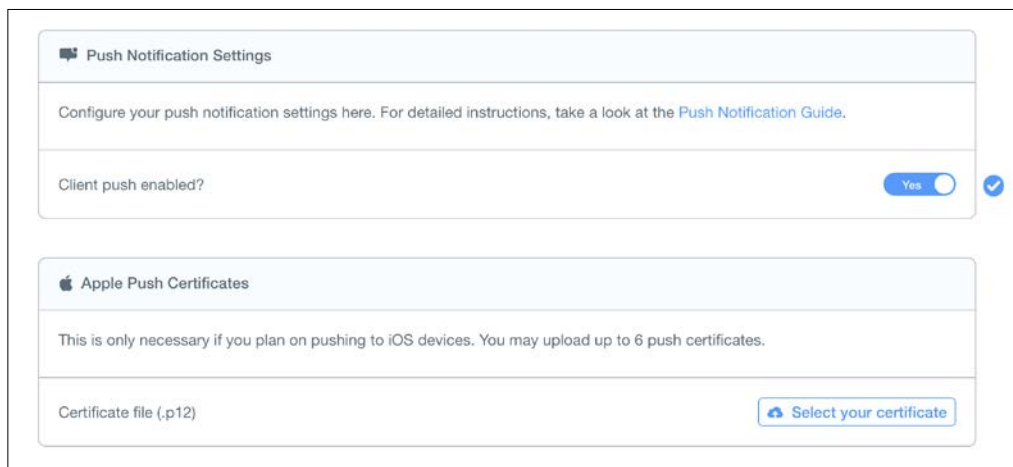 Push Notification Settings
Configure your push notification settings here. For detailed instructions, take a look at the Push Notification Guide.
Client push enabled?
Yes
Apple Push Certificates
This is only necessary if you plan on pushing to iOS devices. You may upload up to 6 push certificates.
Certificate file (.p12)
Select your certificate